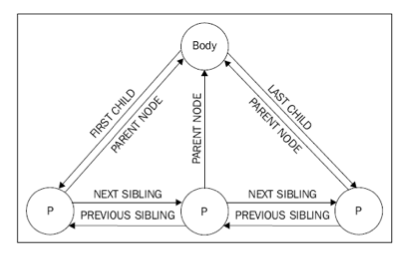 Body
FIRST CHILD
PARENT NODE
PARENT NODE
LAST CHILD
PARENT NODE
P
NEXT SIBLING
PREVIOUS SIBLING
P
NEXT SIBLING
PREVIOUS SIBLING
P